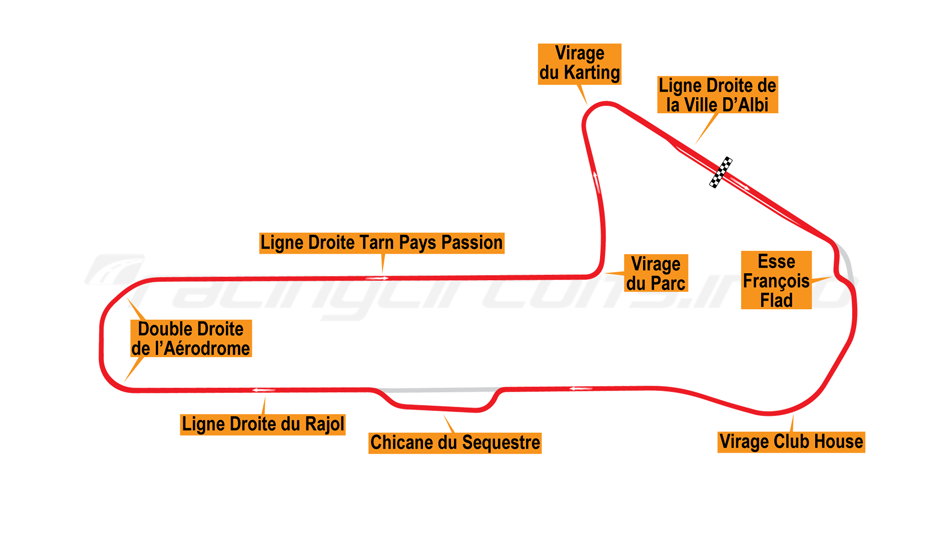 Virage
du Karting
Ligne Droite de
la Ville D'Albi
Ligne Droite Tarn Pays Passion
Virage
du Parc
Esse
François
Flad
Double Droite
de l'Aérodrome
Ligne Droite du Rajol
Chicane du Sequestre
Virage Club House
racingcircuits.info